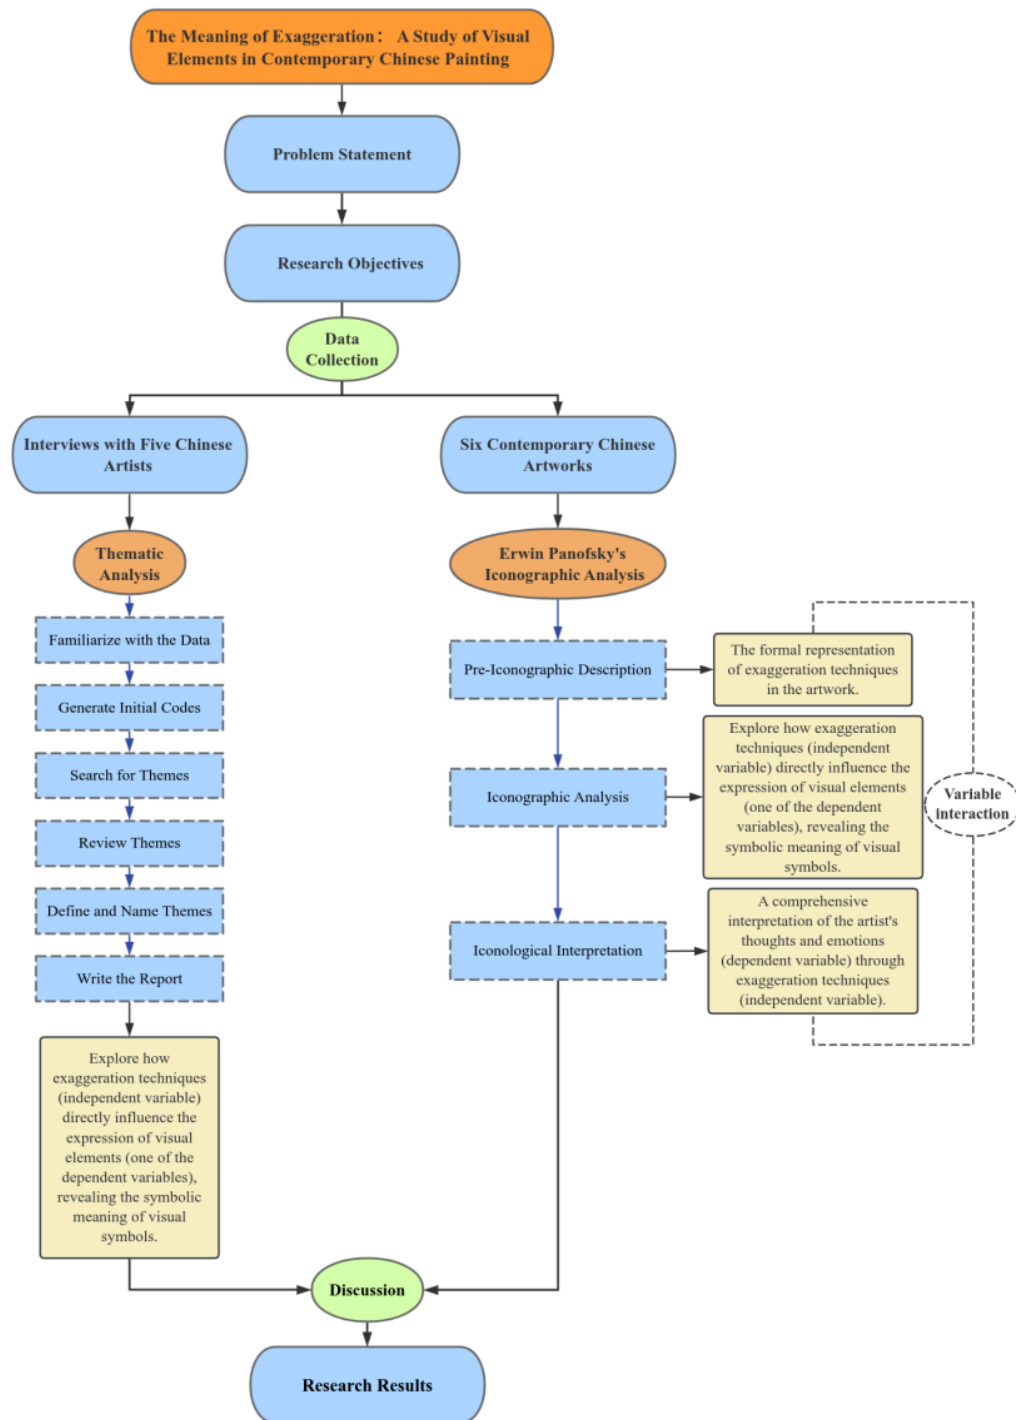 The Meaning of Exaggeration： A Study of Visual
Elements in Contemporary Chinese Painting
Problem Statement
Research Objectives
Data
Collection
Interviews with Five Chinese
Artists
Six Contemporary Chinese
Artworks
Thematic
Analysis
Erwin Panofsky's
Iconographic Analysis
Familiarize with the Data
Generate Initial Codes
Search for Themes
Review Themes
Define and Name Themes
Write the Report
Explore how
exaggeration techniques
(independent variable)
directly influence the
expression of visual
elements (one of the
dependent variables),
revealing the symbolic
meaning of visual
symbols.
Pre-Iconographic Description
The formal representation
of exaggeration techniques
in the artwork.
Iconographic Analysis
Explore how exaggeration
techniques (independent
variable) directly influence the
expression of visual elements
(one of the dependent
variables), revealing the
symbolic meaning of visual
symbols.
Iconological Interpretation
A comprehensive
interpretation of the artist's
thoughts and emotions
(dependent variable) through
exaggeration techniques
(independent variable).
Variable
interaction
Discussion
Research Results